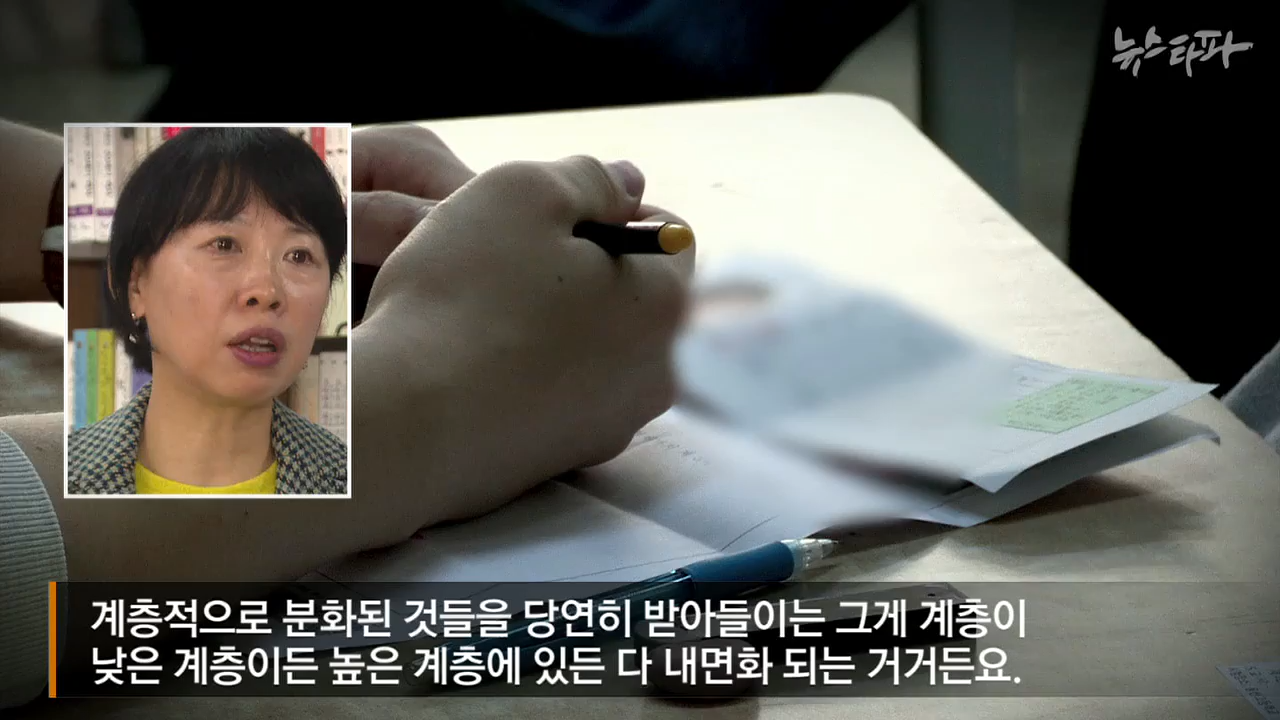 뉴스타파
계층적으로 분화된 것들을 당연히 받아들이는 그게 계층이
낮은 계층이든 높은 계층에 있든 다 내면화 되는 거거든요.